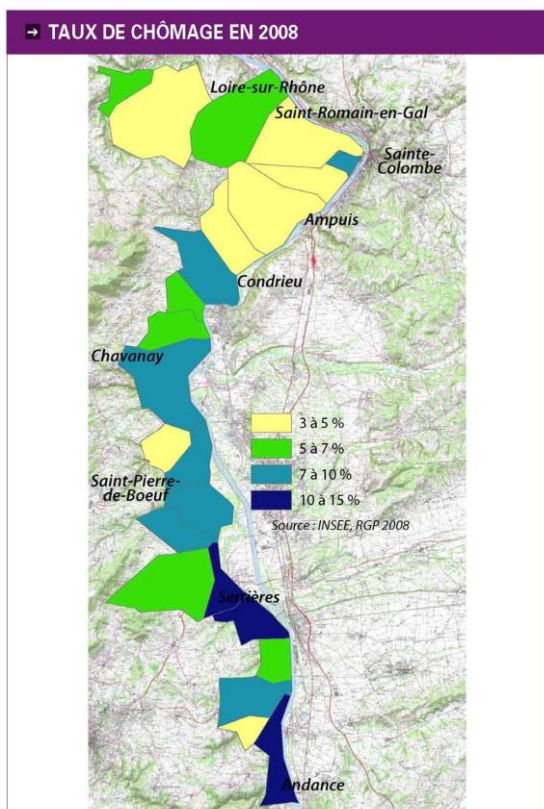 TAUX DE CHÔMAGE EN 2008
Loire-sur-Rhône
Saint-Romain-en-Gal
Sainte-
Colombe
Ampuis
Condrieu
Chavanay
3 à 5 %
5 à 7 %
7 à 10 %
10 à 15 %
Saint-Pierre-
de-Boeuf
Source : INSEE, RGP 2008
Serrières
Andance